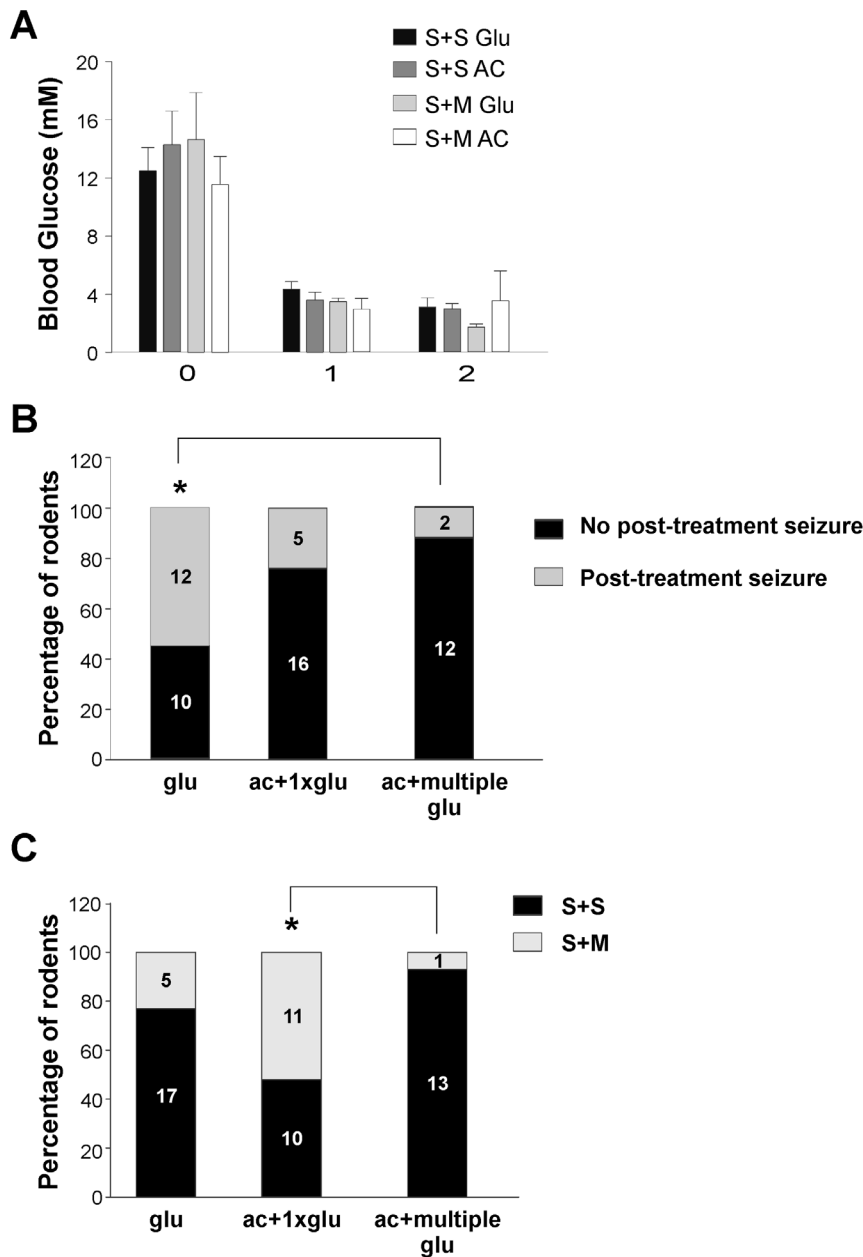 A
S+S Glu
S+S AC
S+M Glu
S+M AC
Blood Glucose (mM)
20
16
12
8
4
0
0 1 2
B
Percentage of rodents
120
100
80
60
40
20
0
*
12
10
5
16
2
12
No post-treatment seizure
Post-treatment seizure
glu ac+1xglu ac+multiple
glu
C
Percentage of rodents
120
100
80
60
40
20
0
*
5
17
11
10
1
13
S+S
S+M
glu ac+1xglu ac+multiple
glu